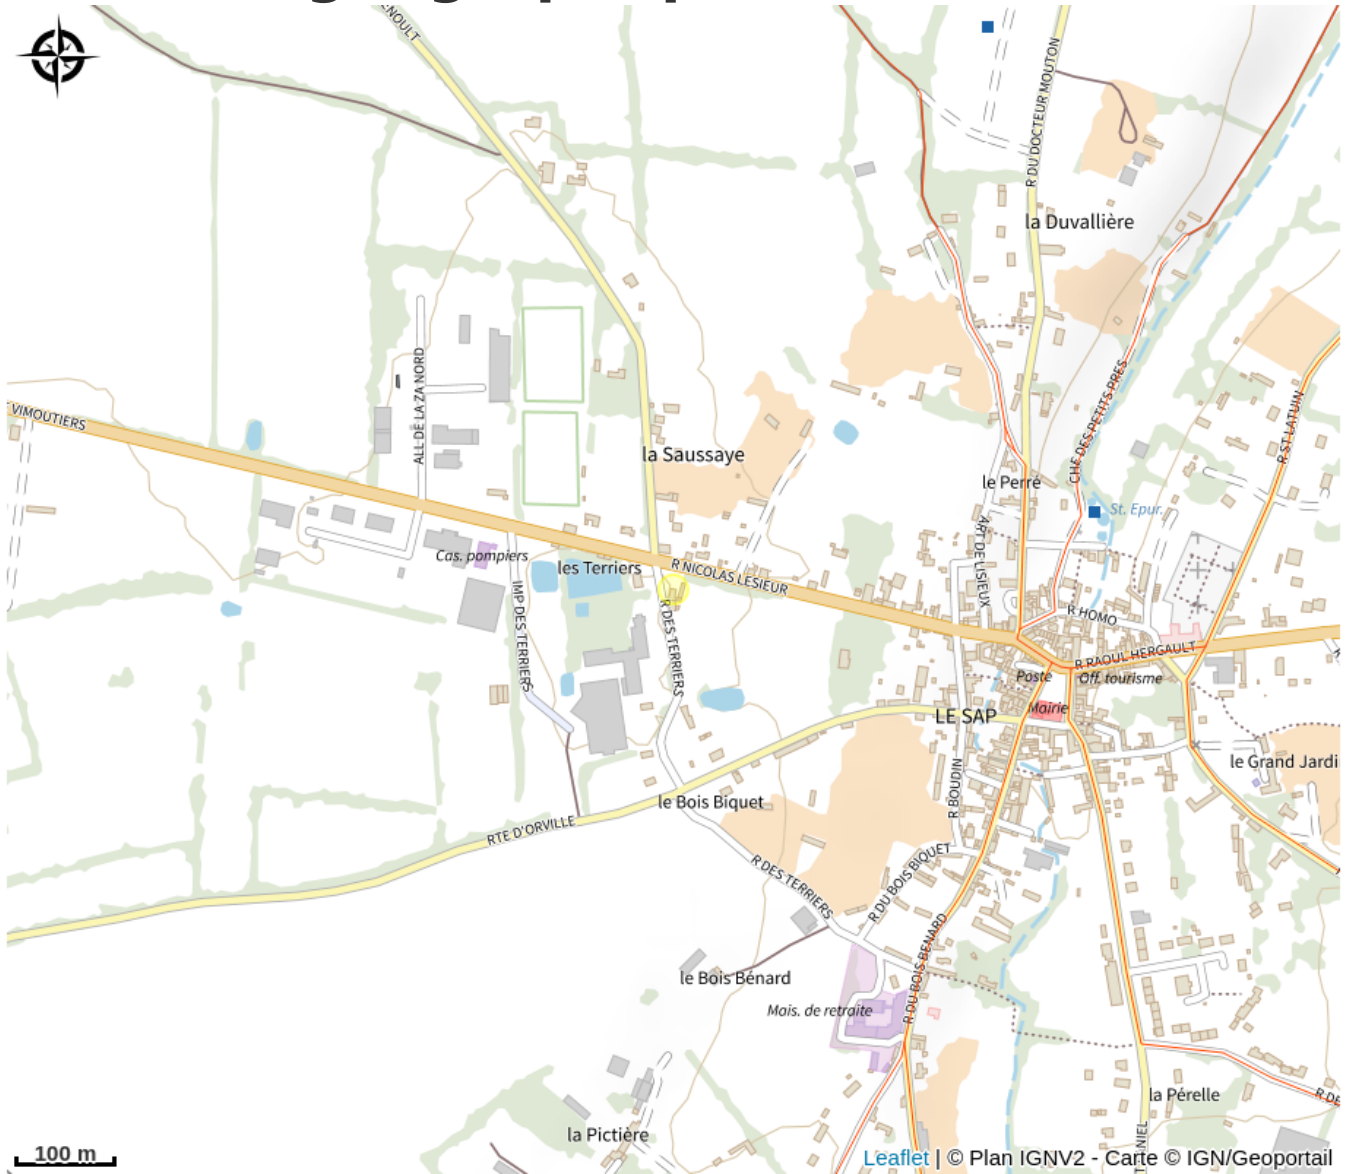 ENOULT
R DU DOCTEUR MOUTON
la Duvallière
ALL DE LA ZA NORD
CHE DES PETITS PRES
R ST LATUIN
E VIMOUTIERS
la Saussaye
le Perré
St. Epur.
ART DE LISIEUX
Cas. pompiers
les Terriers
R NICOLAS LESIEUR
IMP DES TERRIERS
R DES TERRIERS
R HOMO
R RAOUL HERGAULT
Poste
Off. tourisme
Mairie
LE SAP
le Grand Jardi
le Bois Biquet
R BOUDIN
RTE D'ORVILLE
R DES TERRIERS
R DU BOIS BIQUET
R DU BOIS BENARD
le Bois Bénard
Mais. de retraite
la Pérelle
R DE
la Pictière
T DANIEL
100 m
Leaflet | © Plan IGNV2 - Carte © IGN/Geoportail